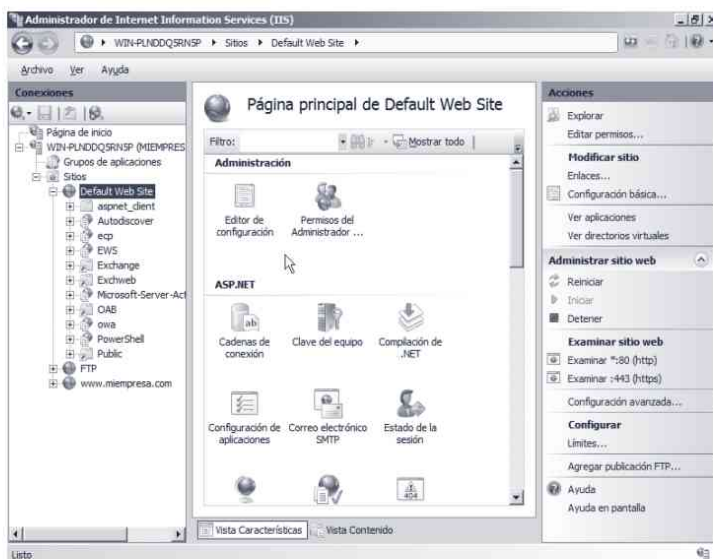 Administrador de Internet Information Services (IIS)
WIN-PLNDDQ5RNSP ▸ Sitios ▸ Default Web Site ▸
Archivo Ver Ayuda
Conexiones
Página de inicio
WIN-PLNDDQ5RNSP (MIEMPRES
Grupos de aplicaciones
Sitios
Default Web Site
aspnet_client
Autodiscover
ecp
EWS
Exchange
Exchweb
Microsoft-Server-Act
OAB
owa
PowerShell
Public
FTP
www.miempresa.com
Página principal de Default Web Site
Filtro: Ir Mostrar todo
Administración
Editor de configuración
Permisos del Administrador ...
ASP.NET
Cadenas de conexión
Clave del equipo
Compilación de .NET
Configuración de aplicaciones
Correo electrónico SMTP
Estado de la sesión
404
Vista Características Vista Contenido
Acciones
Explorar
Editar permisos...
Modificar sitio
Enlaces...
Configuración básica...
Ver aplicaciones
Ver directorios virtuales
Administrar sitio web
Reiniciar
Iniciar
Detener
Examinar sitio web
Examinar *:80 (http)
Examinar :443 (https)
Configuración avanzada...
Configurar
Límites...
Agregar publicación FTP...
Ayuda
Ayuda en pantalla
Listo